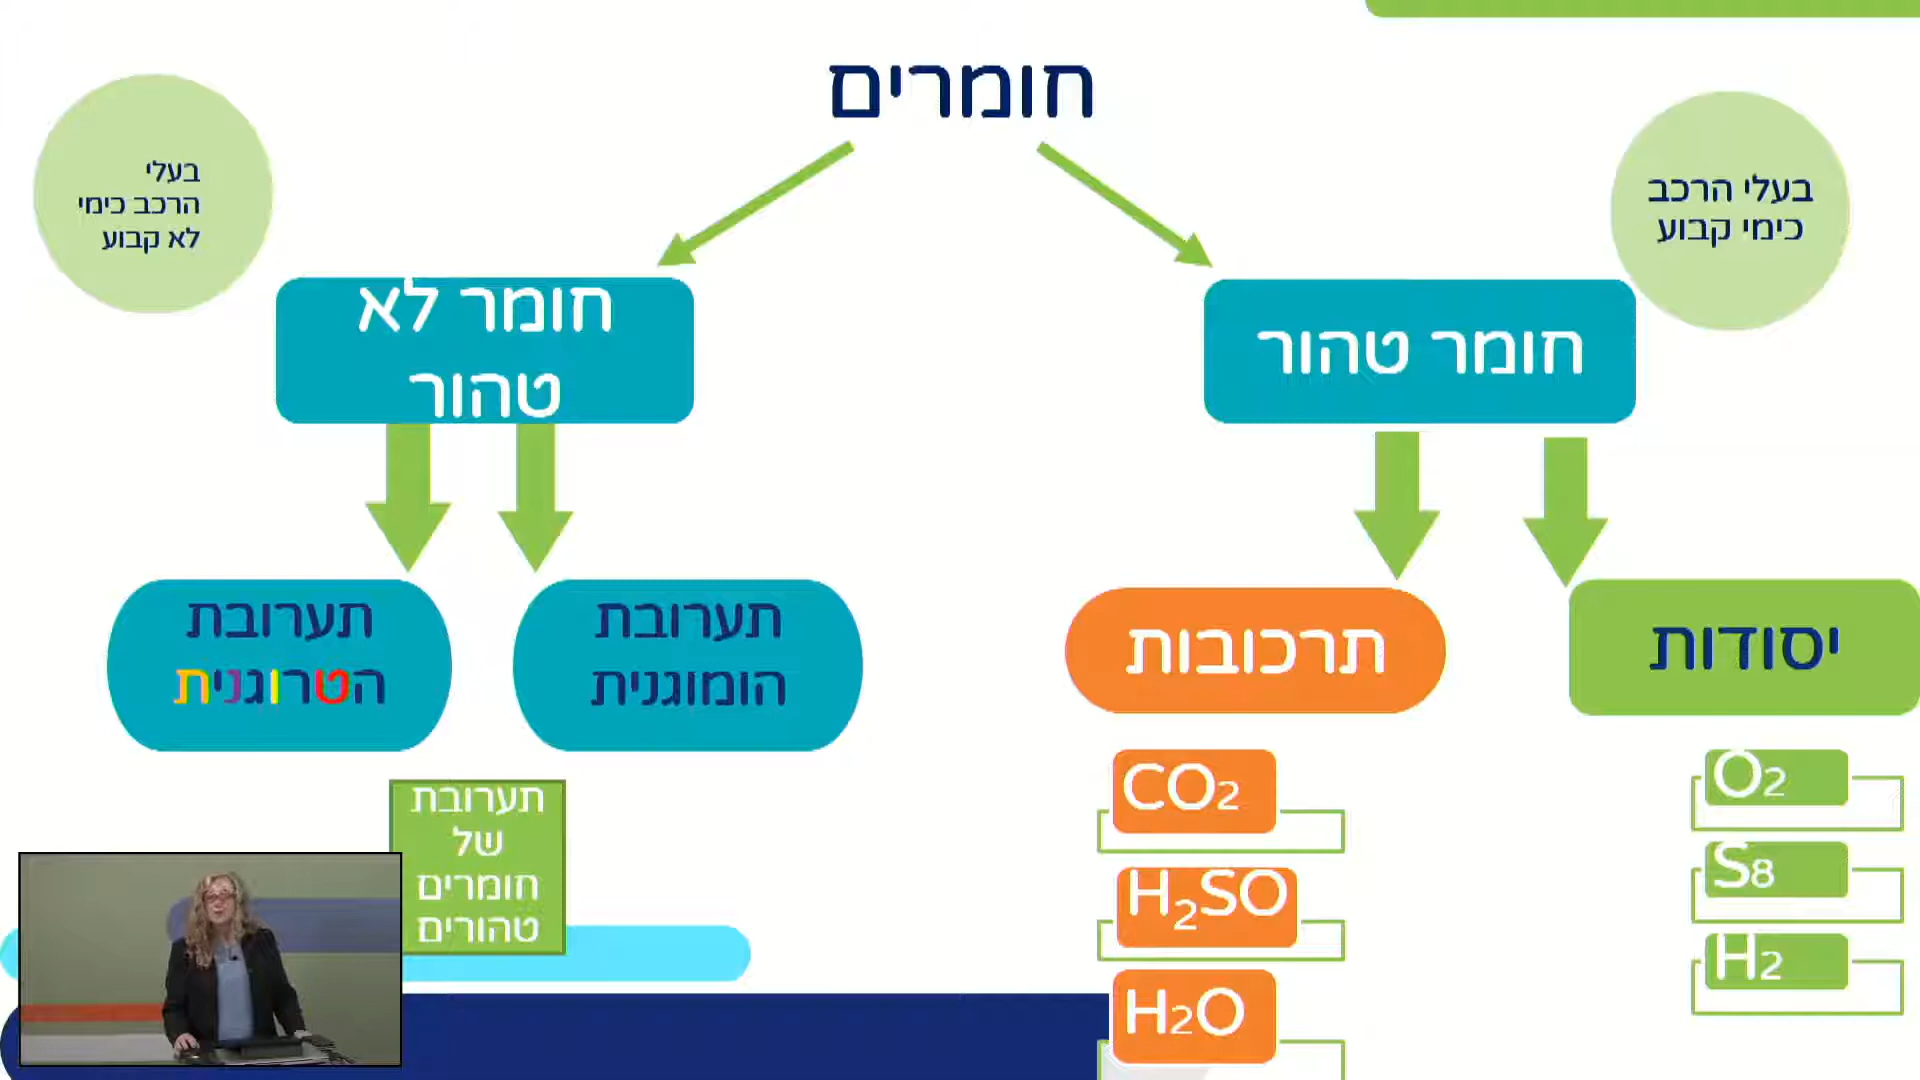 חומרים
בעלי הרכב
כימי קבוע
בעלי
הרכב כימי
לא קבוע
חומר טהור
חומר לא
טהור
יסודות
תרכובות
תערובת
הומוגנית
תערובת
הטרוגנית
O2
S8
H2
CO2
H2SO
H2O
תערובת
של
חומרים
טהורים